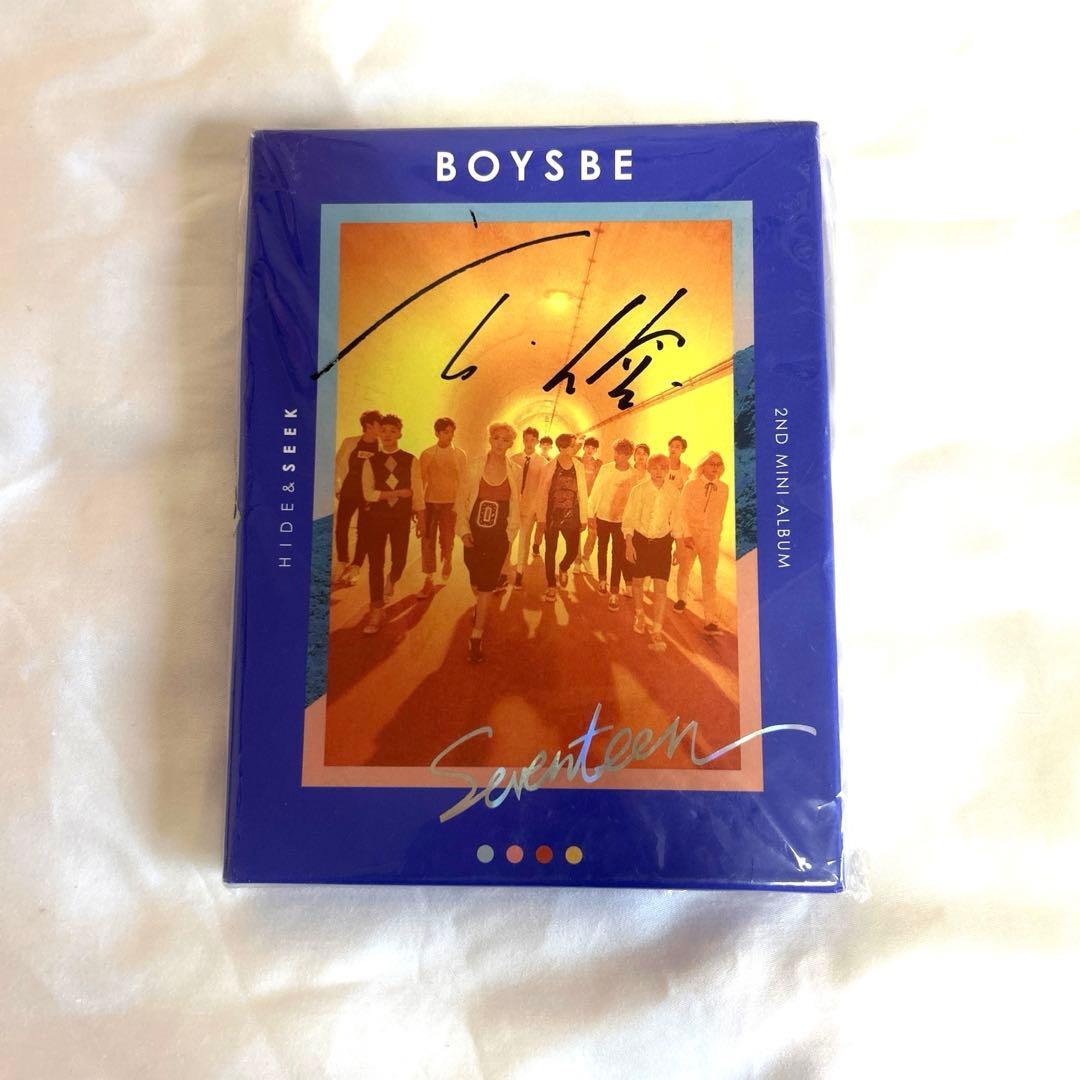 BOYSBE
HIDE & SEEK
2ND MINI ALBUM
Seventeen